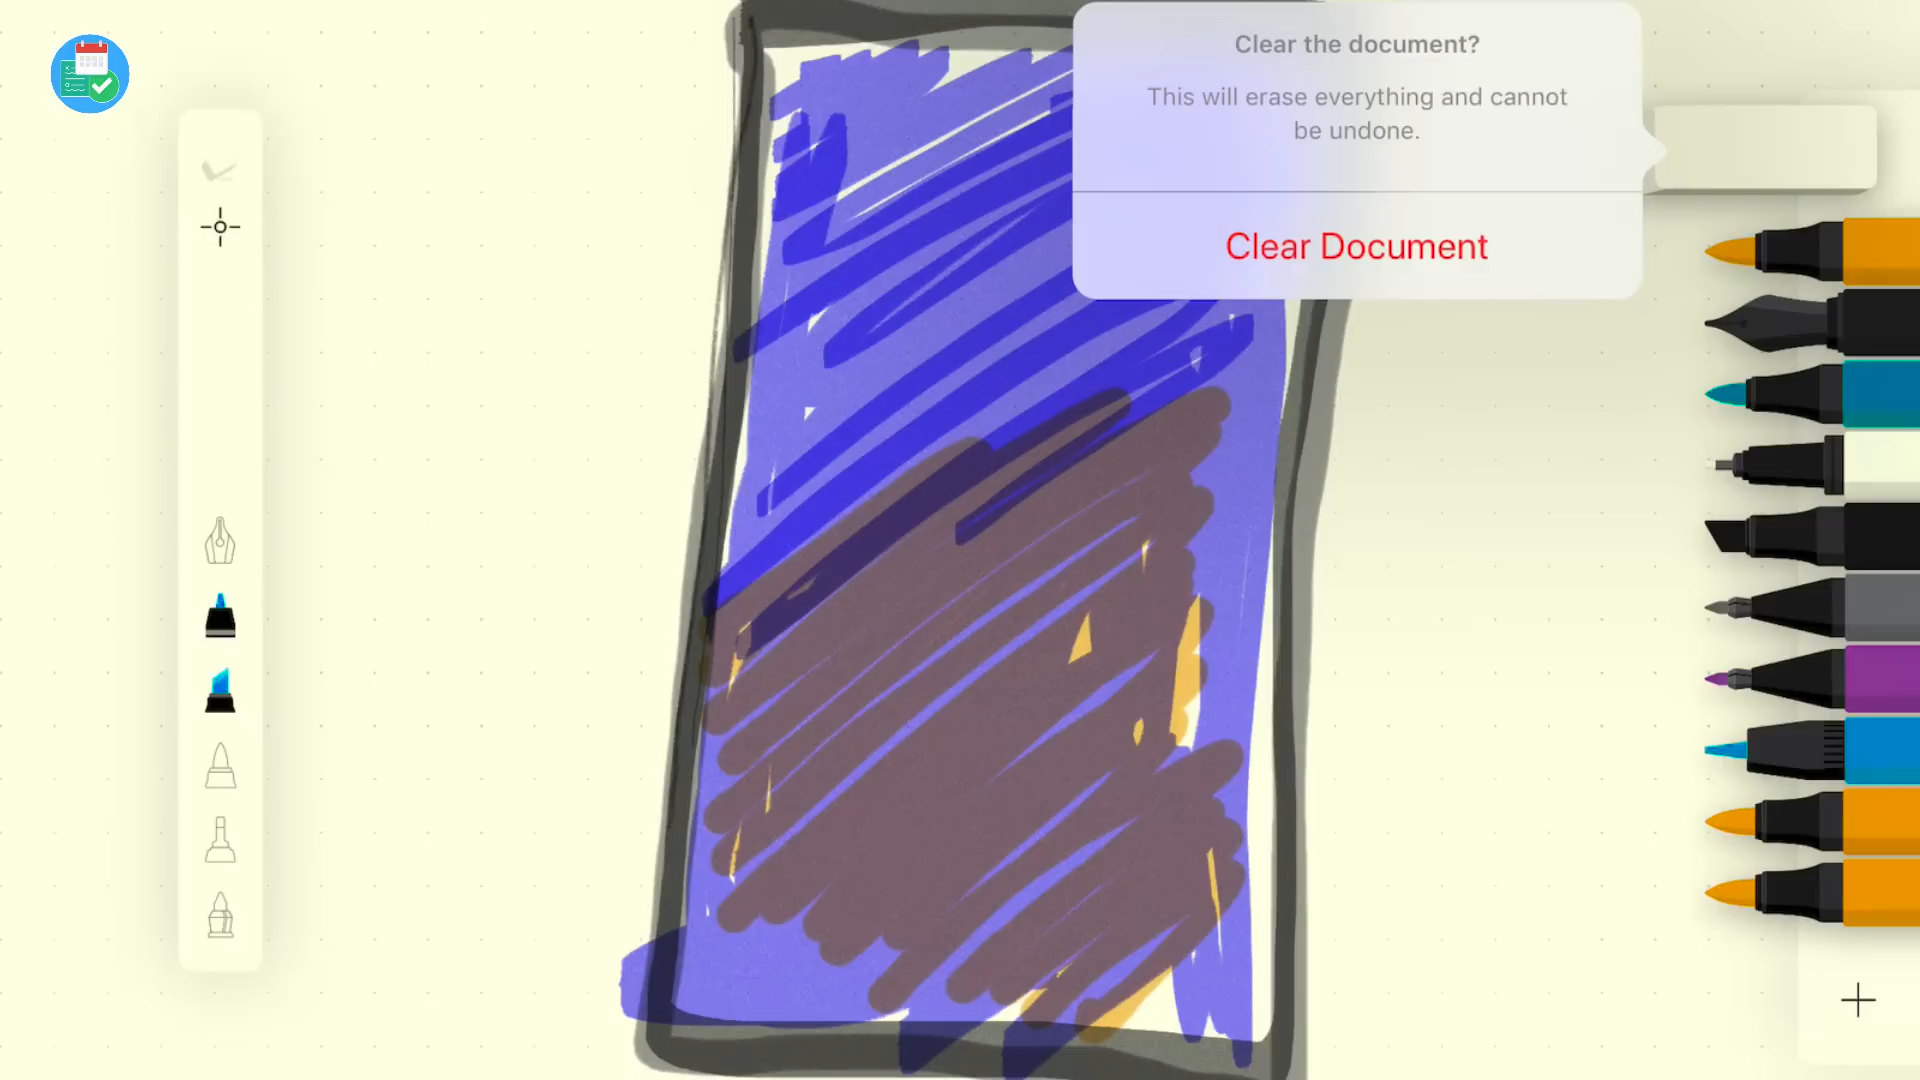 Clear the document?
This will erase everything and cannot
be undone.
Clear Document